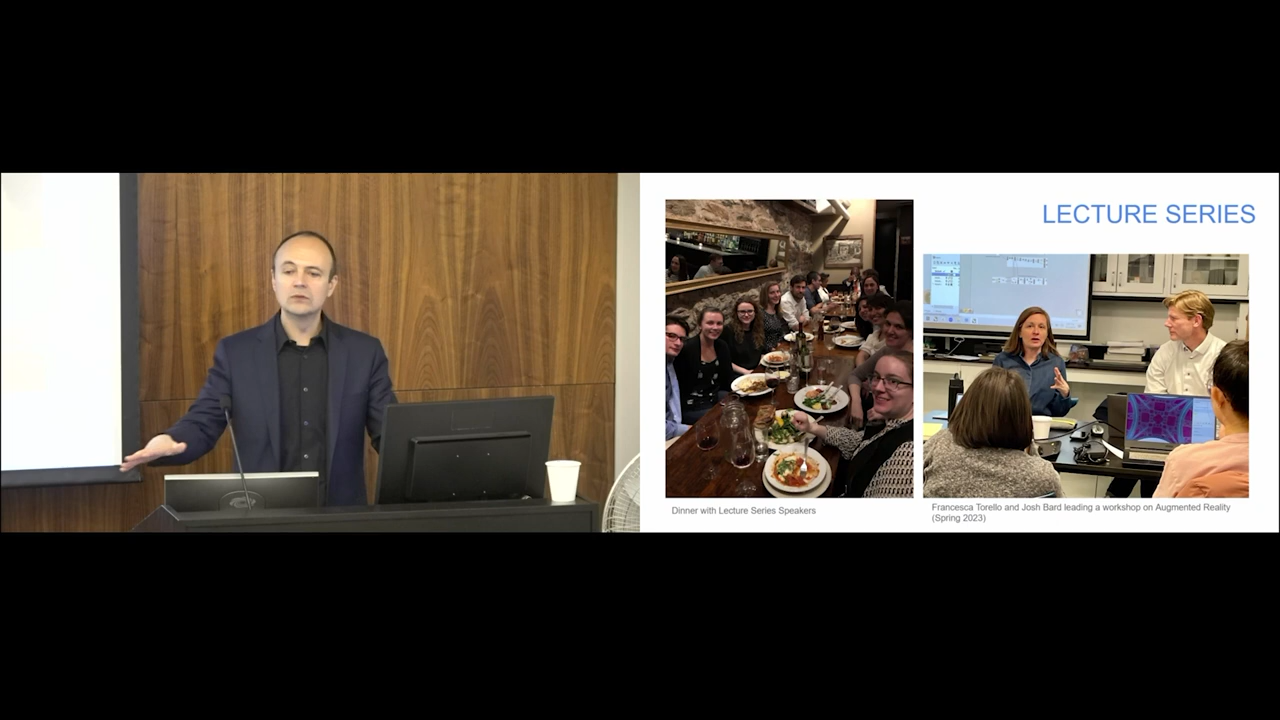 LECTURE SERIES
Dinner with Lecture Series Speakers
Francesca Torello and Josh Bard leading a workshop on Augmented Reality
(Spring 2023)